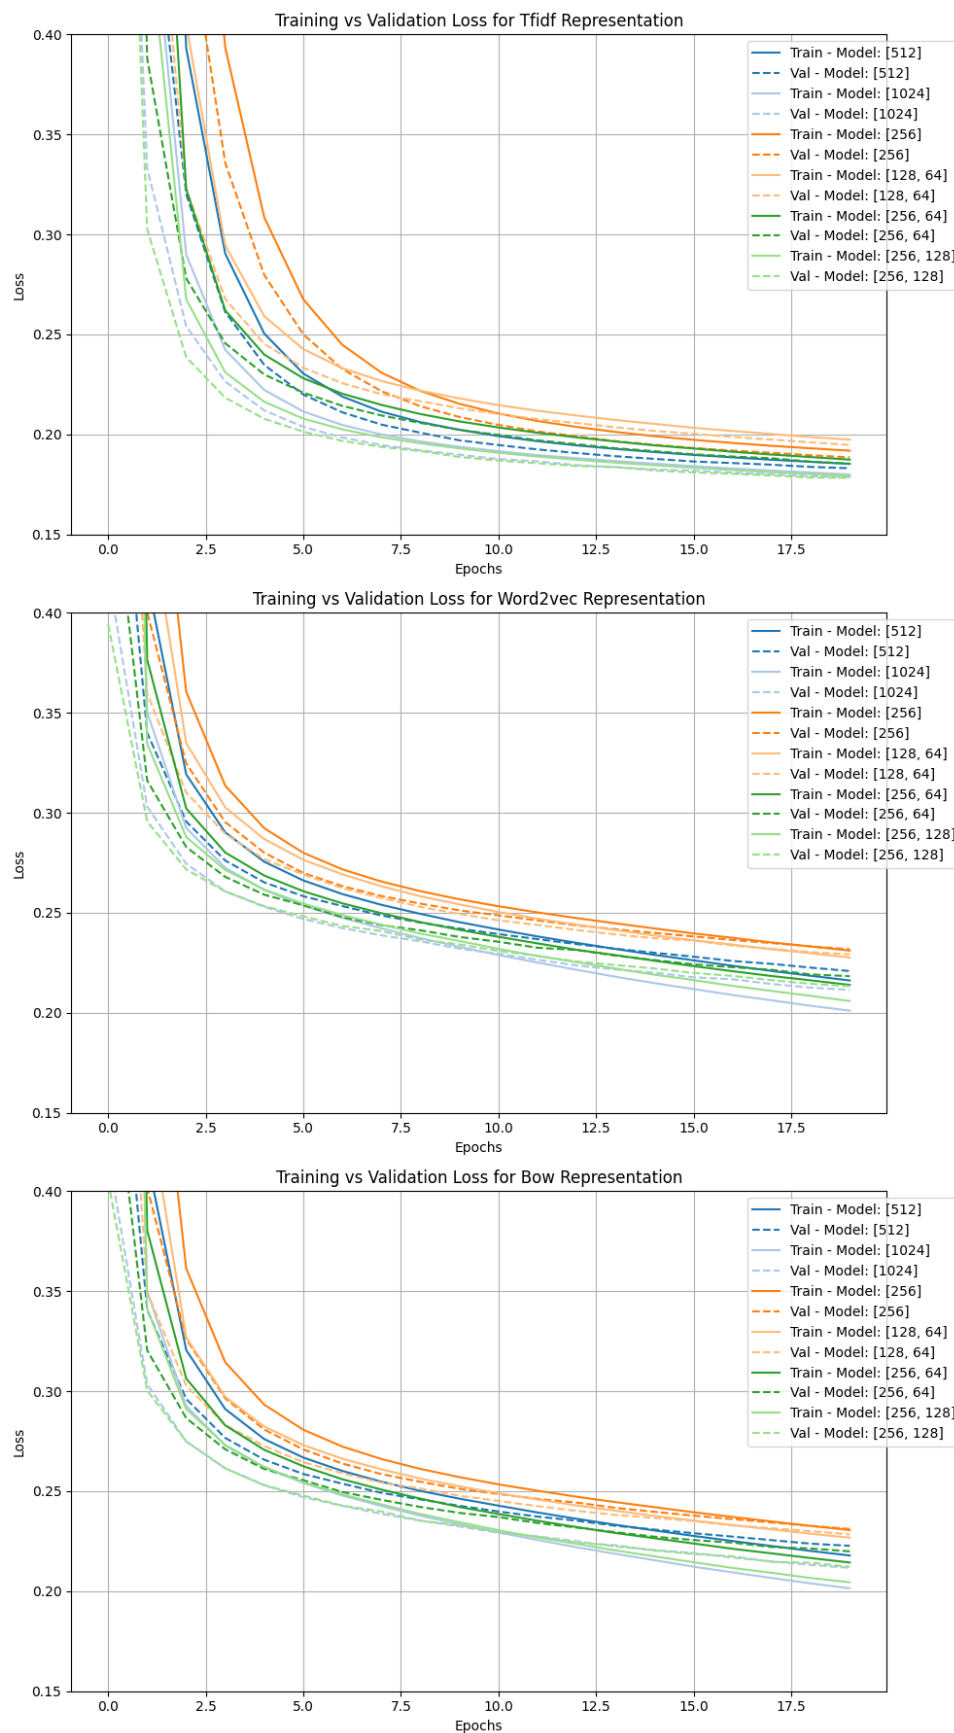 Training vs Validation Loss for Tfidf Representation
0.40
0.35
0.30
0.25
0.20
0.15
Loss
0.0 2.5 5.0 7.5 10.0 12.5 15.0 17.5
Epochs
Train - Model: [512]
Val - Model: [512]
Train - Model: [1024]
Val - Model: [1024]
Train - Model: [256]
Val - Model: [256]
Train - Model: [128, 64]
Val - Model: [128, 64]
Train - Model: [256, 64]
Val - Model: [256, 64]
Train - Model: [256, 128]
Val - Model: [256, 128]
Training vs Validation Loss for Word2vec Representation
0.40
0.35
0.30
0.25
0.20
0.15
Loss
0.0 2.5 5.0 7.5 10.0 12.5 15.0 17.5
Epochs
Train - Model: [512]
Val - Model: [512]
Train - Model: [1024]
Val - Model: [1024]
Train - Model: [256]
Val - Model: [256]
Train - Model: [128, 64]
Val - Model: [128, 64]
Train - Model: [256, 64]
Val - Model: [256, 64]
Train - Model: [256, 128]
Val - Model: [256, 128]
Training vs Validation Loss for Bow Representation
0.40
0.35
0.30
0.25
0.20
0.15
Loss
0.0 2.5 5.0 7.5 10.0 12.5 15.0 17.5
Epochs
Train - Model: [512]
Val - Model: [512]
Train - Model: [1024]
Val - Model: [1024]
Train - Model: [256]
Val - Model: [256]
Train - Model: [128, 64]
Val - Model: [128, 64]
Train - Model: [256, 64]
Val - Model: [256, 64]
Train - Model: [256, 128]
Val - Model: [256, 128]